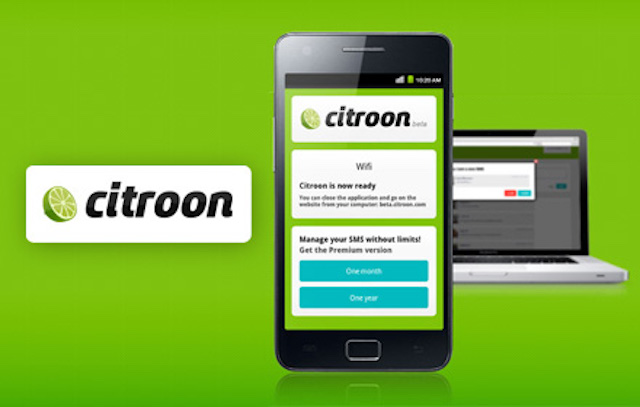 citroon
10:20 AM
citroon beta
Wifi
Citroon is now ready
You can close the application and go on the
website from your computer: beta.citroon.com
Manage your SMS without limits!
Get the Premium version
One month
One year